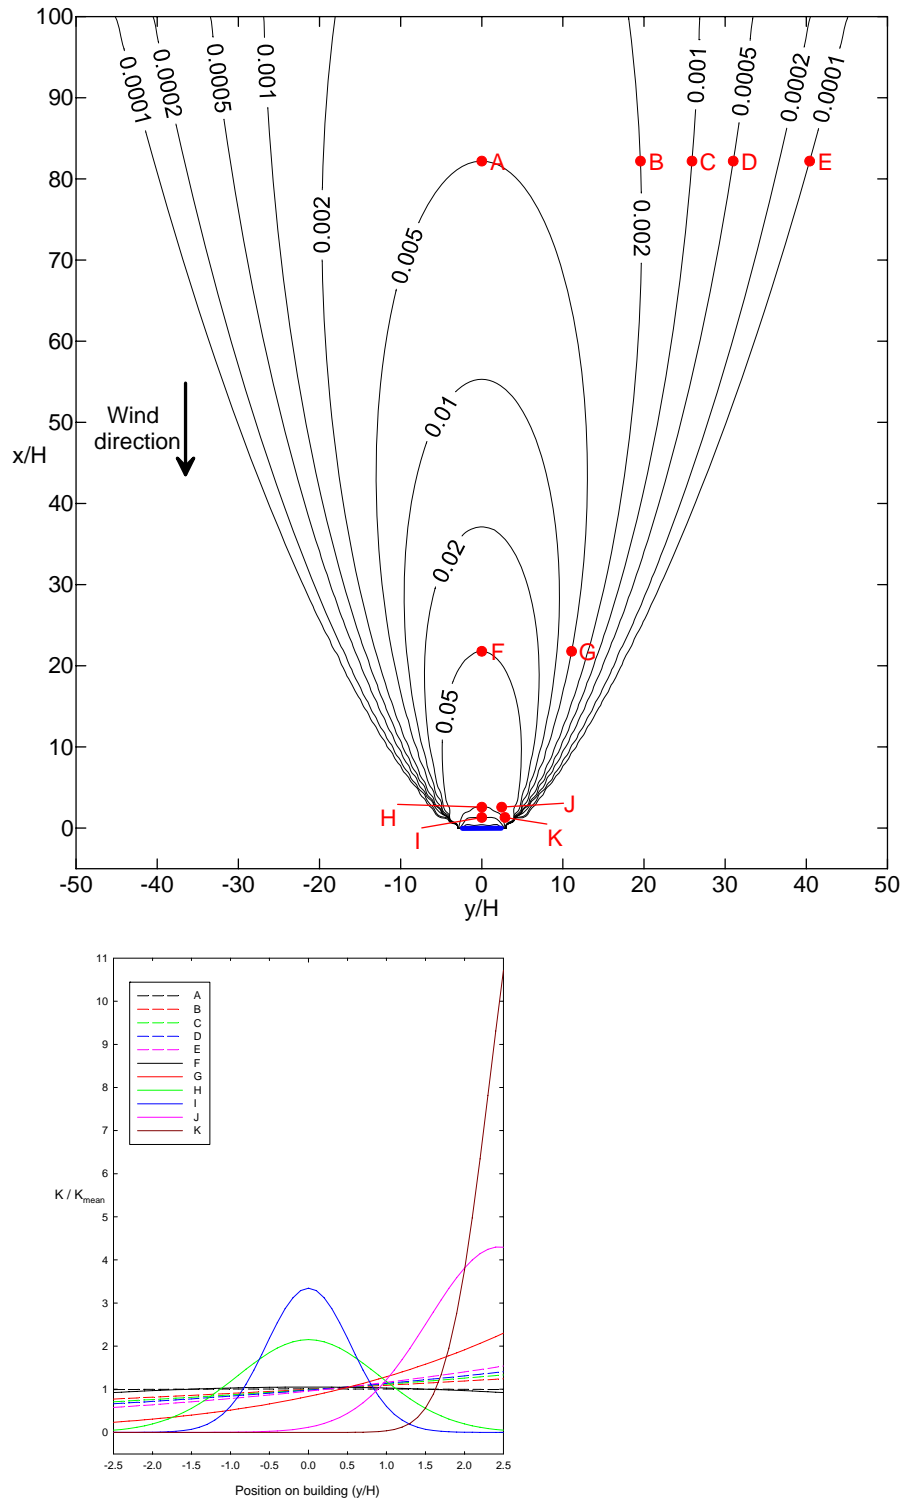 100
90
80
70
60
50
40
30
20
10
0
x/H
-50 -40 -30 -20 -10 0 10 20 30 40 50
y/H
0.0001
0.0002
0.0005
0.001
0.002
0.005
0.01
0.02
0.05
0.002
0.001
0.0005
0.0002
0.0001
Wind
direction
A B C D E
F G
H J
I K
11
10
9
8
7
6
5
4
3
2
1
0
K / Kmean
A
B
C
D
E
F
G
H
I
J
K
-2.5 -2.0 -1.5 -1.0 -0.5 0.0 0.5 1.0 1.5 2.0 2.5
Position on building (y/H)